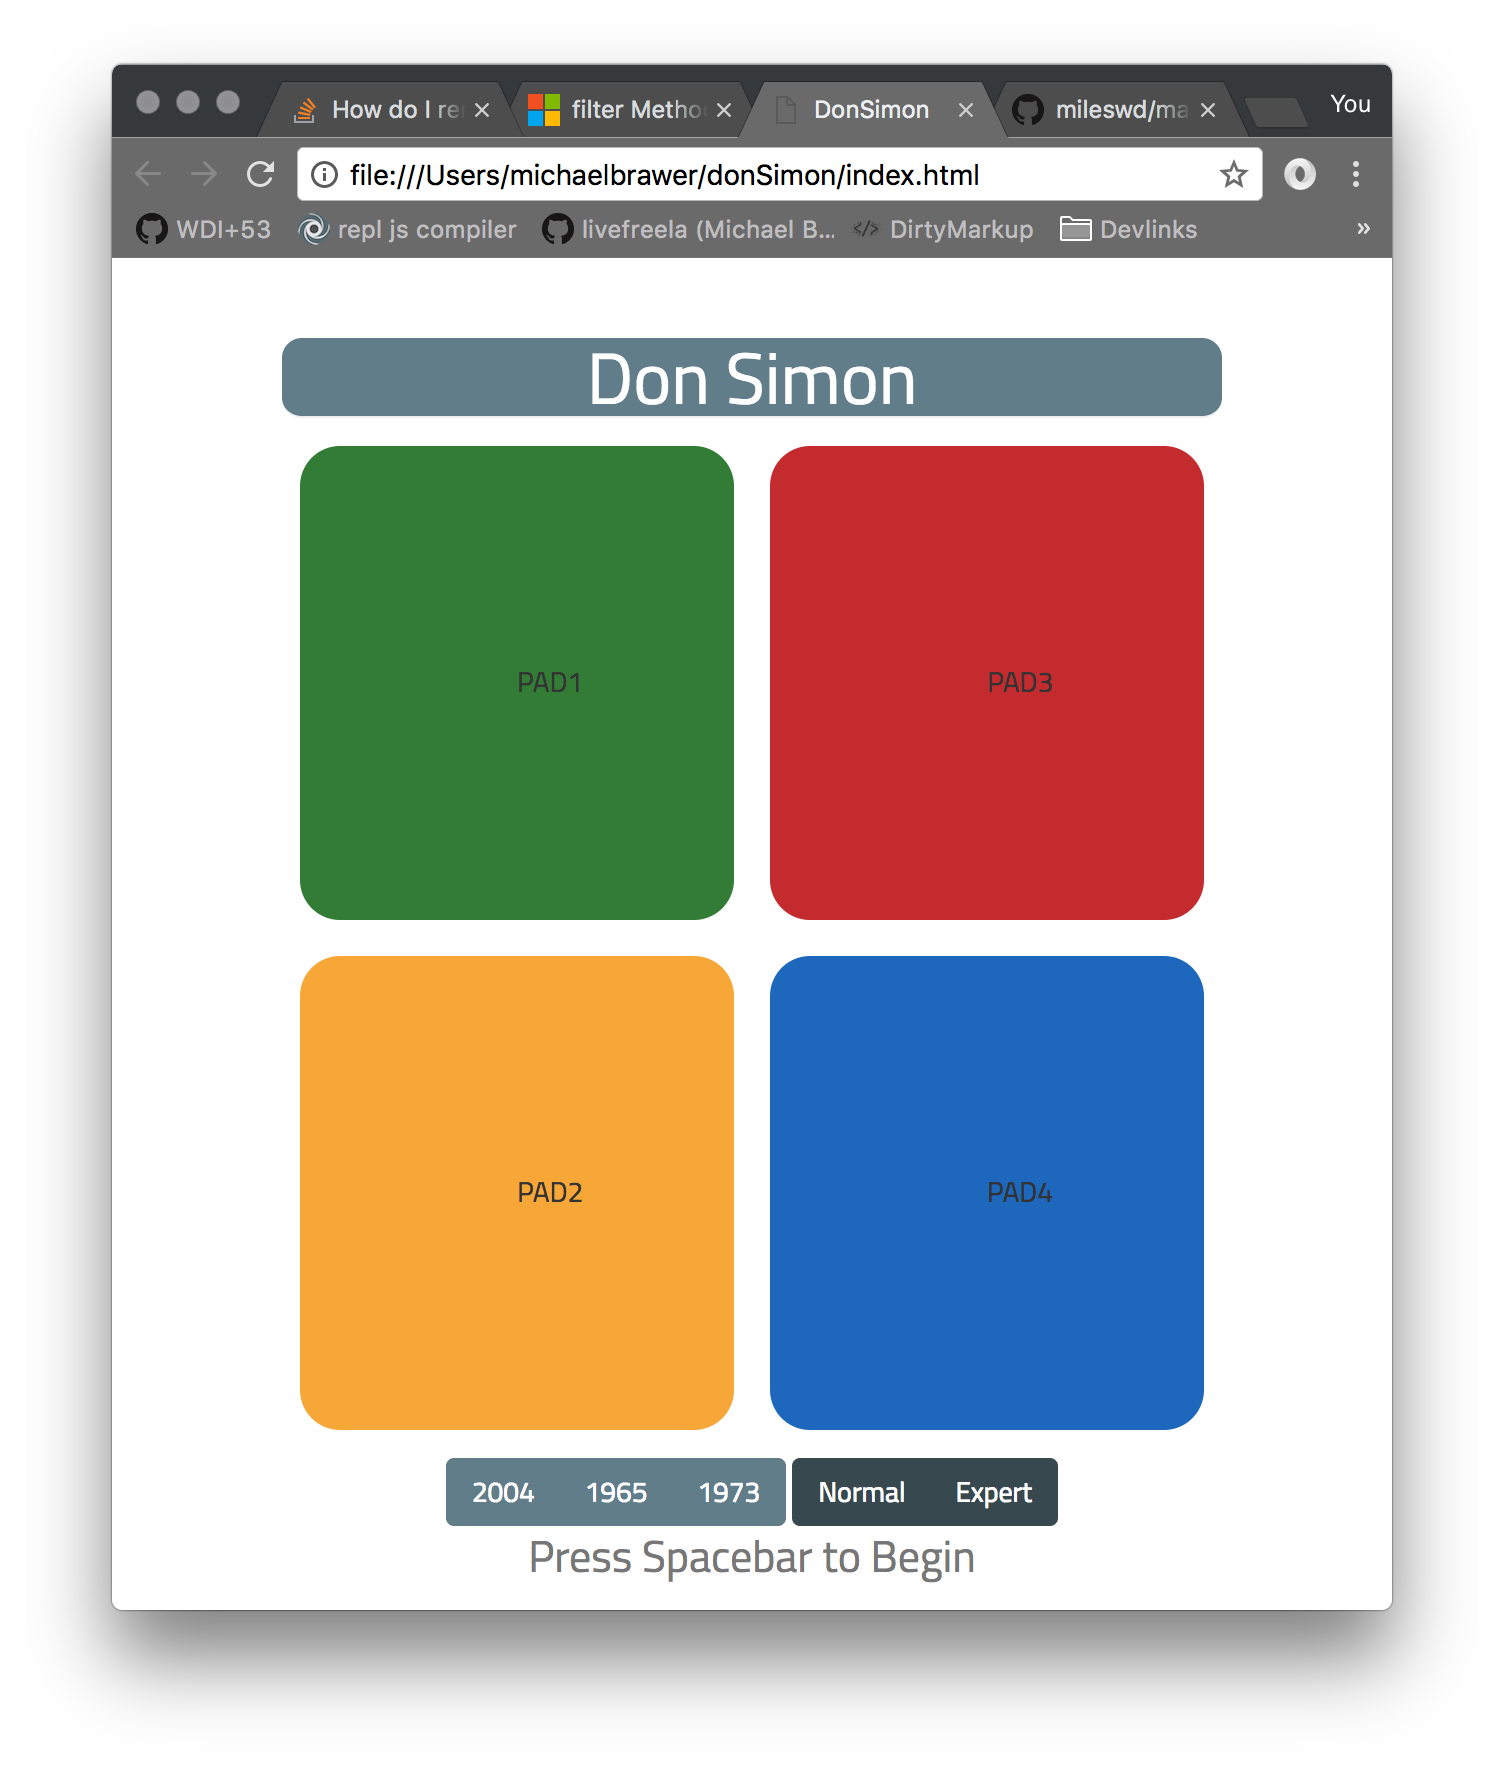 How do I re
filter Metho
DonSimon
mileswd/ma
You
file:///Users/michaelbrawer/donSimon/index.html
WDI+53
repl js compiler
livefreela (Michael B...
DirtyMarkup
Devlinks
»
Don Simon
PAD1
PAD3
PAD2
PAD4
2004 1965 1973 Normal Expert
Press Spacebar to Begin